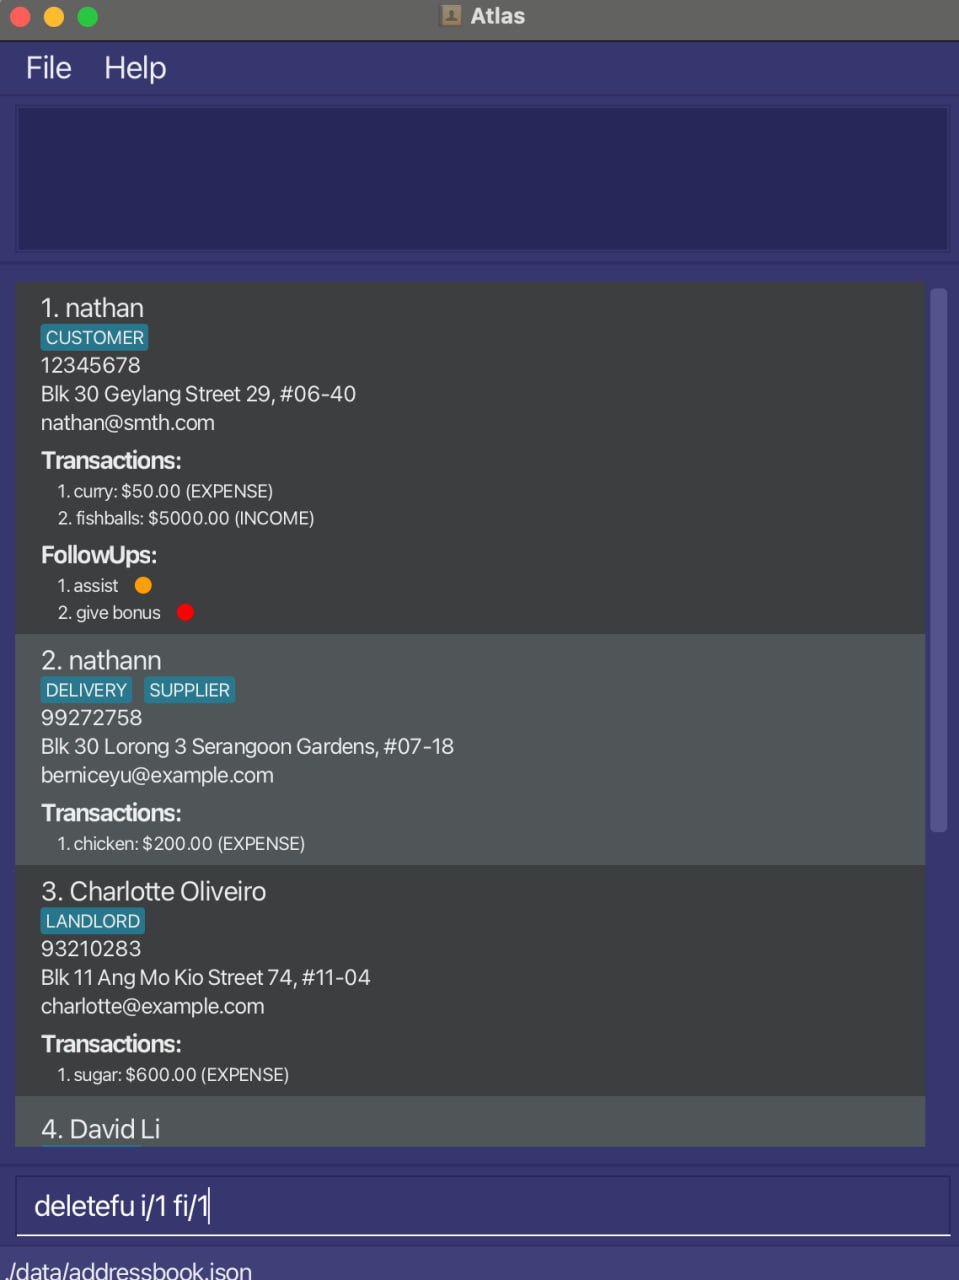 Atlas
File Help
1. nathan
CUSTOMER
12345678
Blk 30 Geylang Street 29, #06-40
nathan@smth.com
Transactions:
1. curry: $50.00 (EXPENSE)
2. fishballs: $5000.00 (INCOME)
FollowUps:
1. assist
2. give bonus
2. nathann
DELIVERY SUPPLIER
99272758
Blk 30 Lorong 3 Serangoon Gardens, #07-18
berniceyu@example.com
Transactions:
1. chicken: $200.00 (EXPENSE)
3. Charlotte Oliveiro
LANDLORD
93210283
Blk 11 Ang Mo Kio Street 74, #11-04
charlotte@example.com
Transactions:
1. sugar: $600.00 (EXPENSE)
4. David Li
deletefu i/1 fi/1
./data/addressbook.json